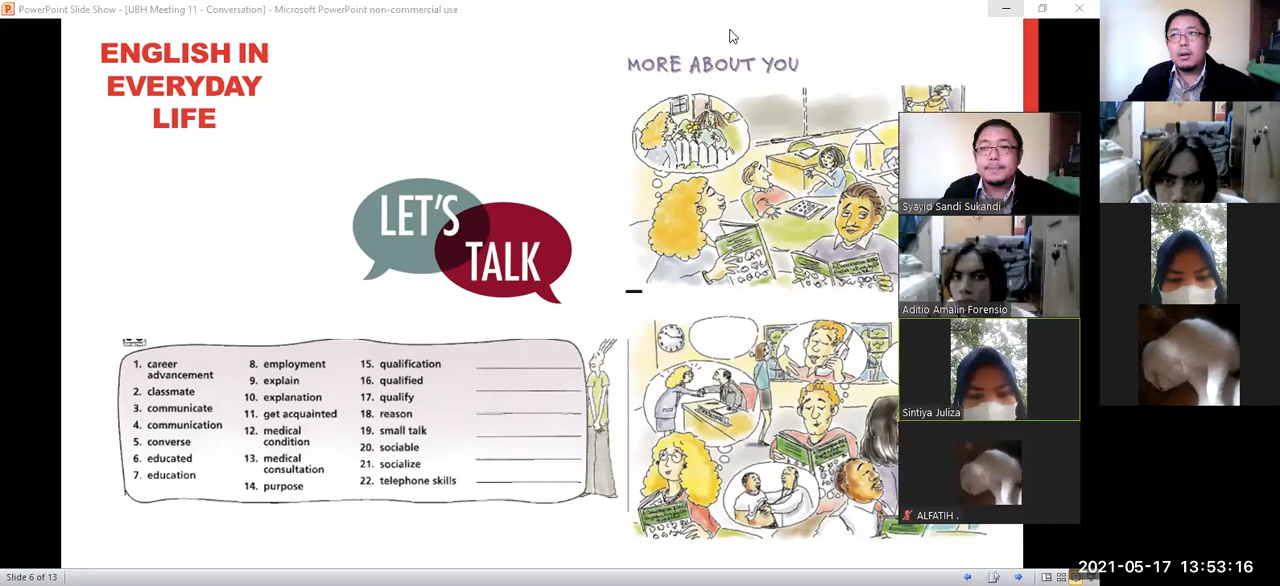 PowerPoint Slide Show - [UBH Meeting 11 - Conversation] - Microsoft PowerPoint non-commercial use
ENGLISH IN
EVERYDAY
LIFE
LET'S
TALK
MORE ABOUT YOU
1. career
advancement
2. classmate
3. communicate
4. communication
5. converse
6. educated
7. education
8. employment
9. explain
10. explanation
11. get acquainted
12. medical
condition
13. medical
consultation
14. purpose
15. qualification
16. qualified
17. qualify
18. reason
19. small talk
20. sociable
21. socialize
22. telephone skills
Syayid Sandi Sukandi
Aditio Amalin Forensio
Sintiya Juliza
ALFATIH .
Slide 6 of 13
2021-05-17 13:53:16